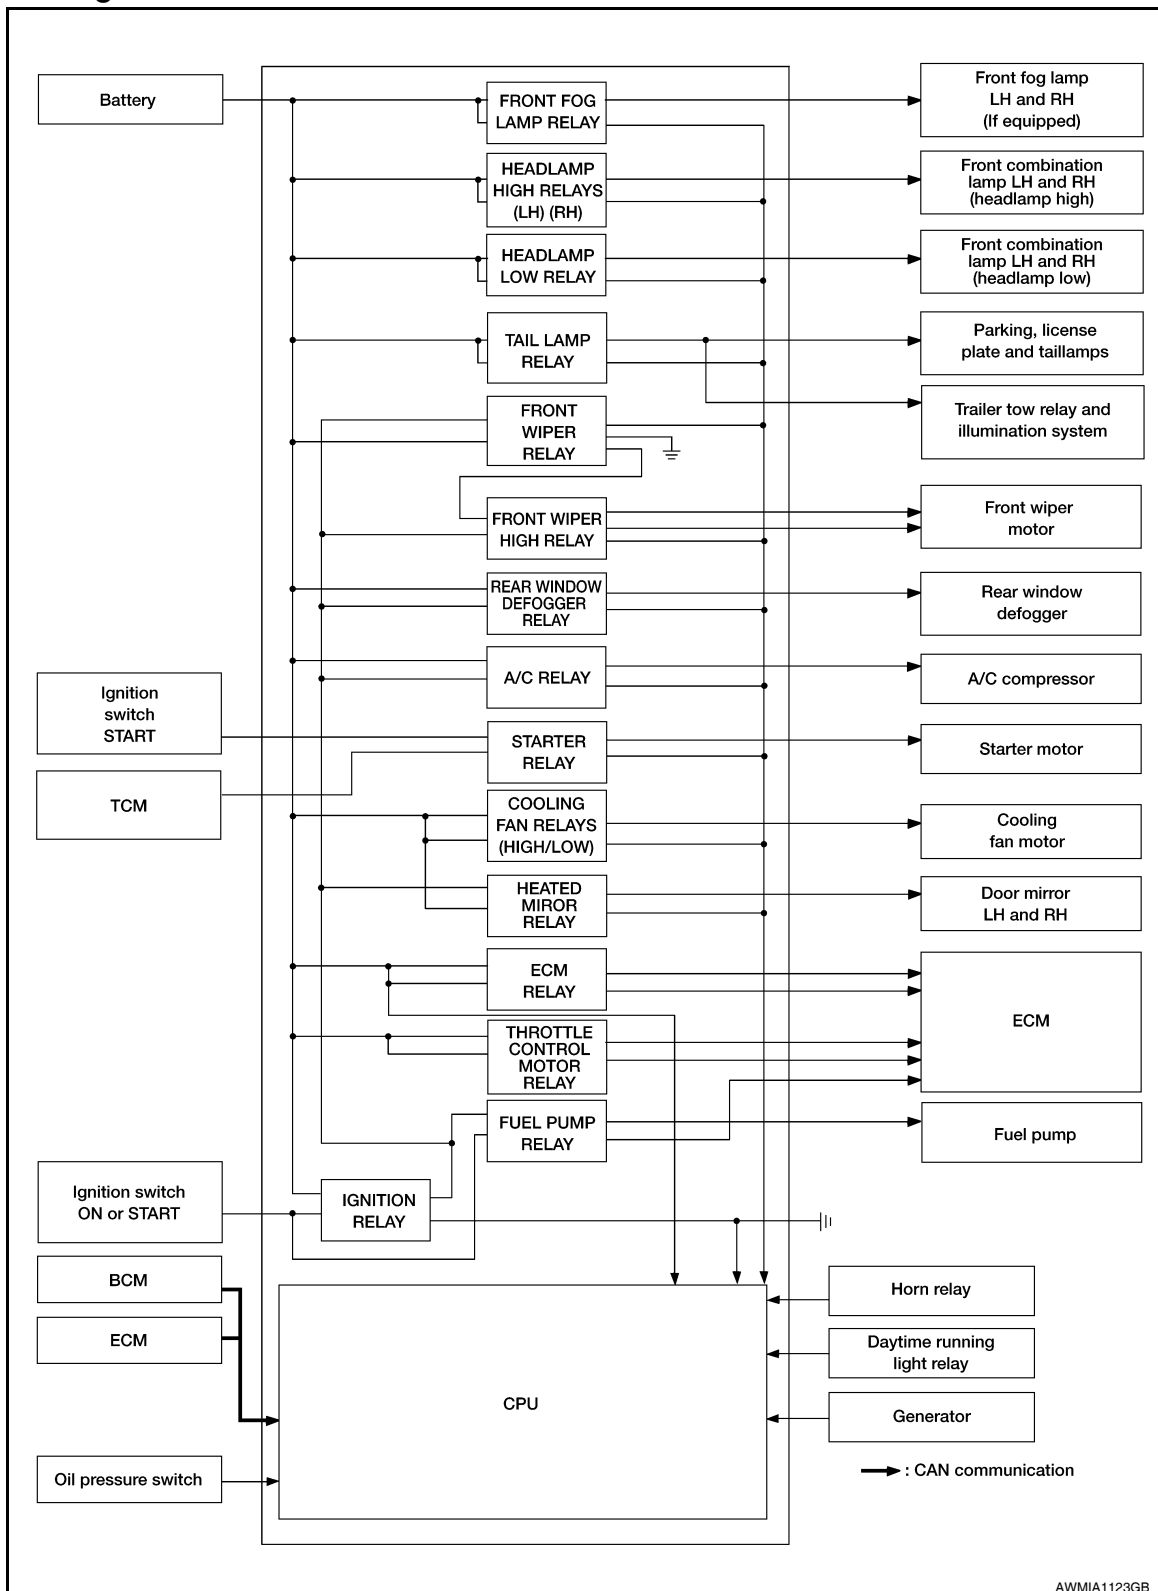 Battery
FRONT FOG
LAMP RELAY
Front fog lamp
LH and RH
(If equipped)
HEADLAMP
HIGH RELAYS
(LH) (RH)
Front combination
lamp LH and RH
(headlamp high)
HEADLAMP
LOW RELAY
Front combination
lamp LH and RH
(headlamp low)
TAIL LAMP
RELAY
Parking, license
plate and taillamps
FRONT
WIPER
RELAY
Trailer tow relay and
illumination system
FRONT WIPER
HIGH RELAY
Front wiper
motor
REAR WINDOW
DEFOGGER
RELAY
Rear window
defogger
A/C RELAY
A/C compressor
Ignition
switch
START
STARTER
RELAY
Starter motor
TCM
COOLING
FAN RELAYS
(HIGH/LOW)
Cooling
fan motor
HEATED
MIROR
RELAY
Door mirror
LH and RH
ECM
RELAY
ECM
THROTTLE
CONTROL
MOTOR
RELAY
FUEL PUMP
RELAY
Fuel pump
Ignition switch
ON or START
IGNITION
RELAY
BCM
ECM
Horn relay
Daytime running
light relay
CPU
Generator
Oil pressure switch
: CAN communication
AWMIA1123GB